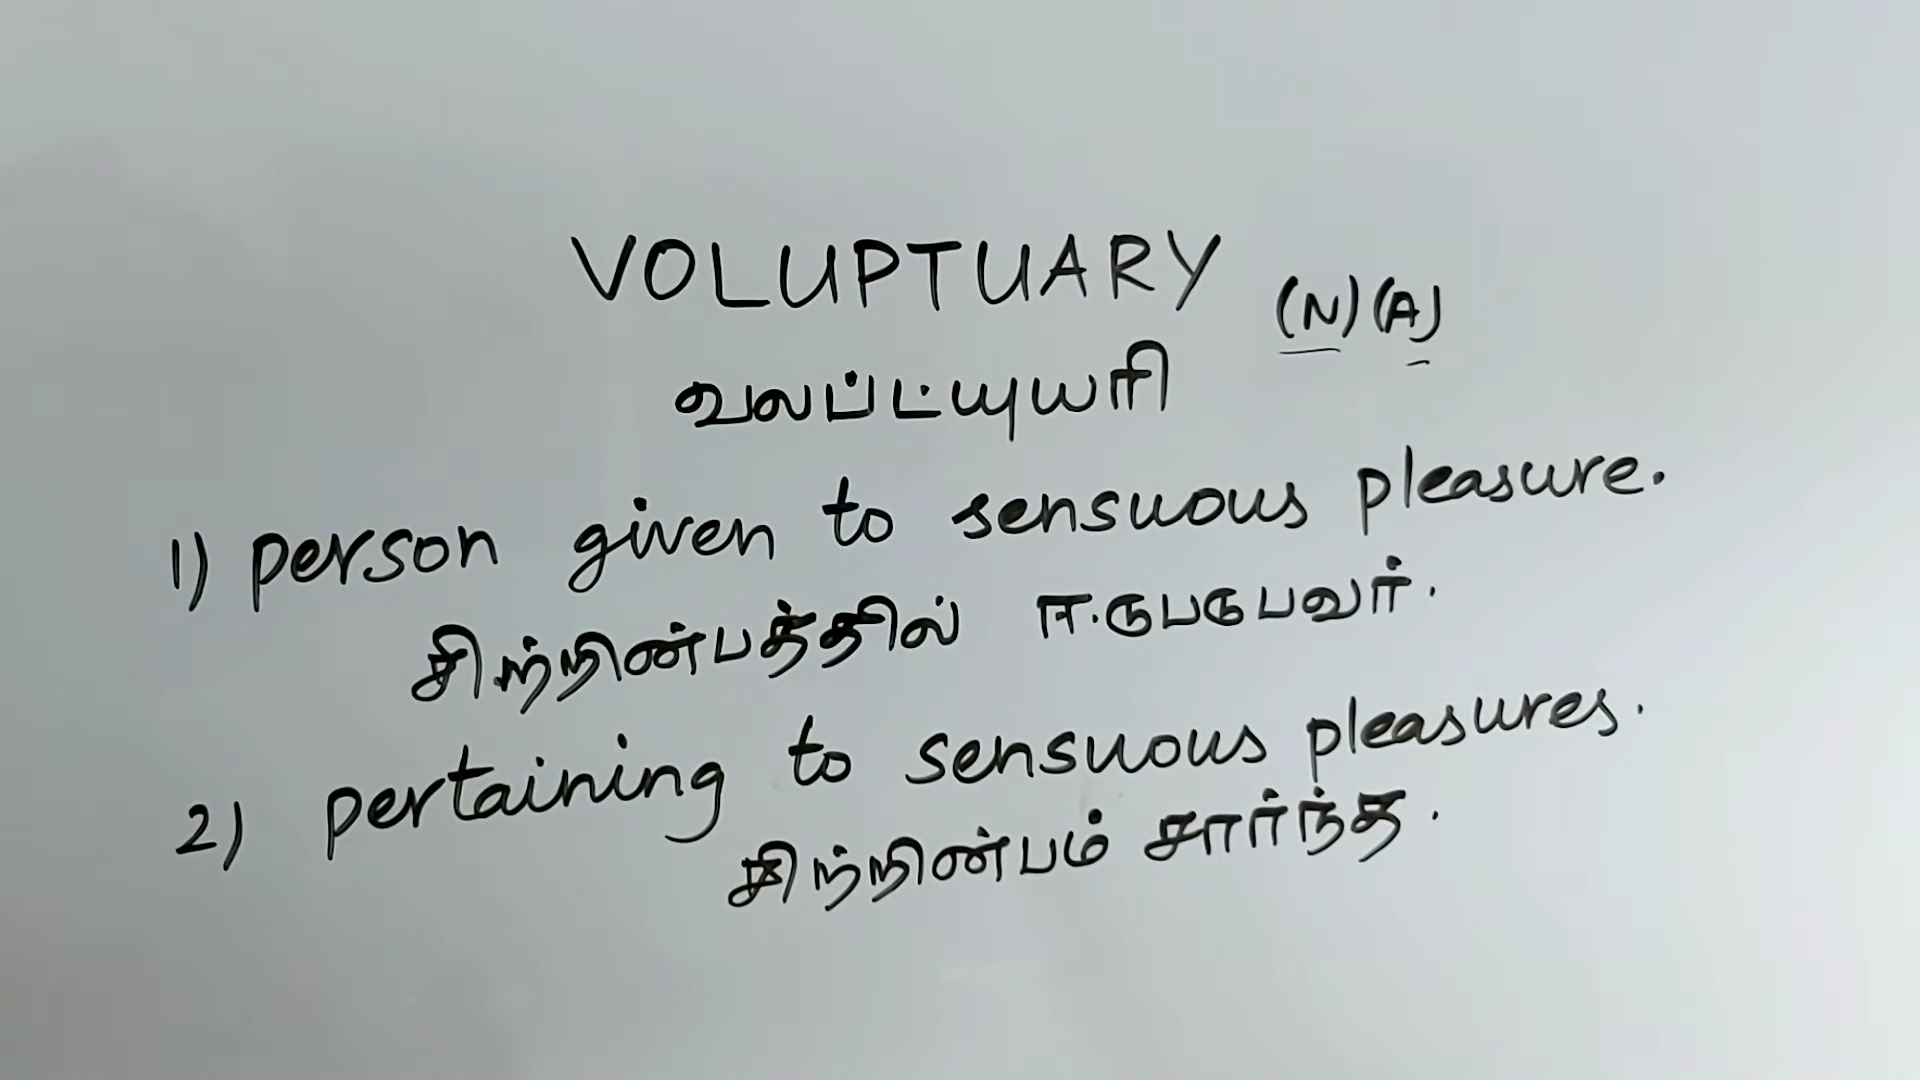 VOLUPTUARY (N) (A)
வலப்ட்யுயரி
1) person given to sensuous pleasure.
சிற்றின்பத்தில் ஈடுபடுபவர்.
2) pertaining to sensuous pleasures.
சிற்றின்பம் சார்ந்த.